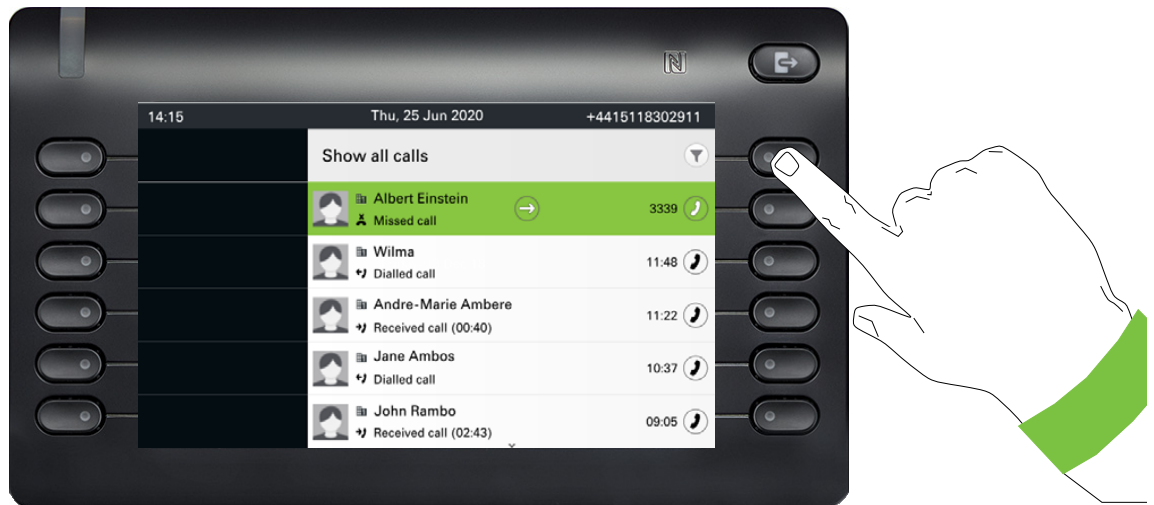 14:15 Thu, 25 Jun 2020 +4415118302911
Show all calls
Albert Einstein
Missed call
3339
Wilma
Dialled call
11:48
Andre-Marie Ambere
Received call (00:40)
11:22
Jane Ambos
Dialled call
10:37
John Rambo
Received call (02:43)
09:05